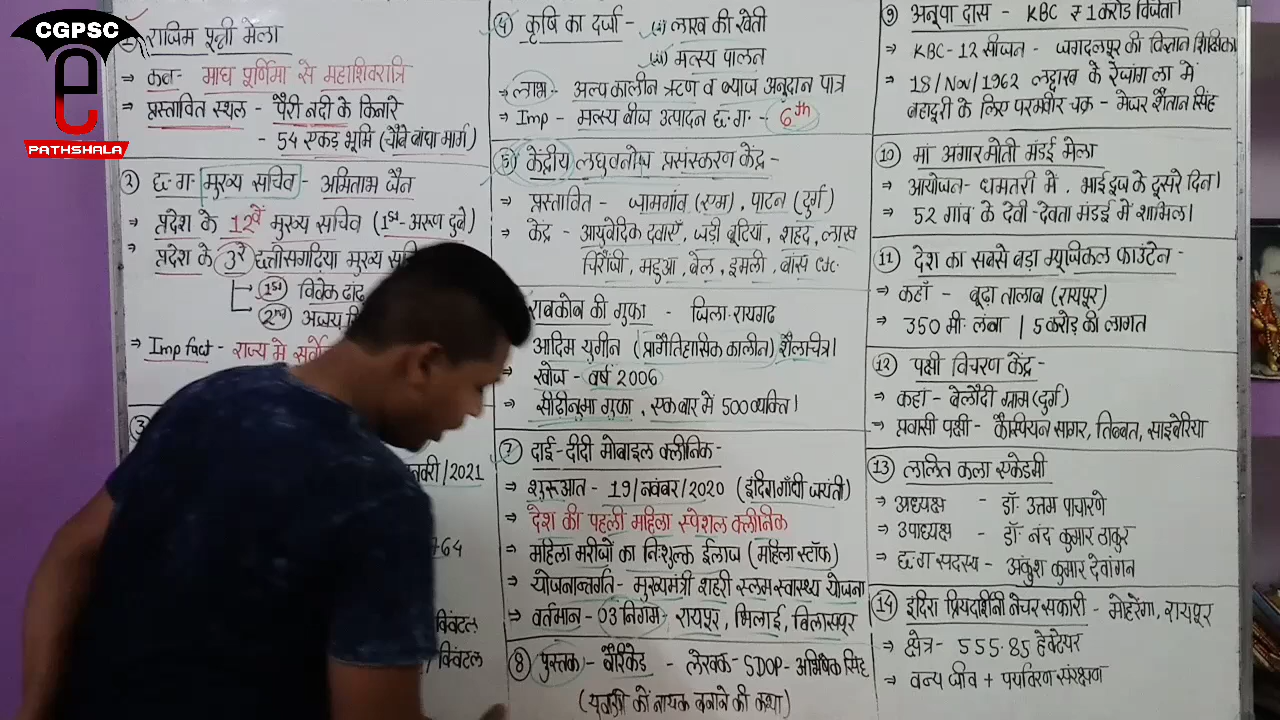 CGPSC
e
PATHSHALA
राजिम पुन्नी मेला
→ कब - माघ पूर्णिमा से महाशिवरात्रि
→ प्रस्तावित स्थल - पैरी नदी के किनारे
- 54 एकड़ भूमि (चौबे बांधा मार्ग)
② छ.ग. मुख्य सचिव - अमिताभ जैन
→ प्रदेश के 12वें मुख्य सचिव (1st - अरूण दुबे)
→ प्रदेश के 3रे छत्तीसगढ़िया मुख्य
1st विवेक ढांढ
2nd अजय
→ Imp fact - राज्य में
③
/2021
64
क्विंटल
क्विंटल
④ कृषि का दर्जा - (i) लाख की खेती
(ii) मत्स्य पालन
→ लाभ - अल्पकालीन ऋण व ब्याज अनुदान पात्र
→ Imp - मत्स्य बीज उत्पादन छ.ग. - 6th
⑤ केन्द्रीय लघुवनोपज प्रसंस्करण केंद्र -
→ प्रस्तावित - जामगांव (एम), पाटन (दुर्ग)
→ केंद्र - आयुर्वेदिक दवाएँ, जड़ी बूटियां, शहद, लाख
चिरौंजी, महुआ, बेल, इमली, बांस etc.
राबकोब की गुफा - जिला रायगढ़
आदिम युगीन (प्रागैतिहासिक कालीन) शैलचित्र।
→ खोज - वर्ष 2006
→ सीढ़ीनुमा गुफा, एक बार में 500 व्यक्ति।
⑦ दाई-दीदी मोबाइल क्लीनिक -
→ शुरूआत - 19/नवंबर/2020 (इंदिरा गाँधी जयंती)
→ देश की पहली महिला स्पेशल क्लीनिक
→ महिला मरीजों का निःशुल्क ईलाज (महिला स्टॉफ)
→ योजनान्तर्गत - मुख्यमंत्री शहरी स्लम स्वास्थ्य योजना
→ वर्तमान - 03 निगम, रायपुर, भिलाई, बिलासपुर
⑧ पुस्तक - बैरिकेड - लेखक - SDOP - अभिषेक सिंह
को नायक बनाने की कथा)
⑨ अनूपा दास - KBC ₹ 1 करोड़ विजेता।
→ KBC-12 सीजन - जगदलपुर की विज्ञान शिक्षिका
→ 18/Nov/1962 लद्दाख के रेजांगला में
बहादूरी के लिए परमवीर चक्र - मेजर शैतान सिंह
⑩ मां अंगारमोती मंडई मेला
→ आयोजन - धमतरी में, भाईदूज के दूसरे दिन।
→ 52 गांव के देवी-देवता मंडई में शामिल।
⑪ देश का सबसे बड़ा म्यूजिकल फाउंटेन -
→ कहाँ - बूढ़ा तालाब (रायपुर)
→ 350 मी. लंबा | 5 करोड़ की लागत
⑫ पक्षी विचरण केंद्र -
→ कहाँ - बेलौदी ग्राम (दुर्ग)
→ प्रवासी पक्षी - कैस्पियन सागर, तिब्बत, साइबेरिया
⑬ ललित कला एकेडमी
→ अध्यक्ष - डॉ. उत्तम पाचारणे
→ उपाध्यक्ष - डॉ. नंद कुमार ठाकुर
→ छ.ग सदस्य - अंकुश कुमार देवांगन
⑭ इंदिरा प्रियदर्शिनी नेचर सफारी - मोहरेंगा, रायपुर
→ क्षेत्र - 555.85 हेक्टेयर
→ वन्य जीव + पर्यावरण संरक्षण